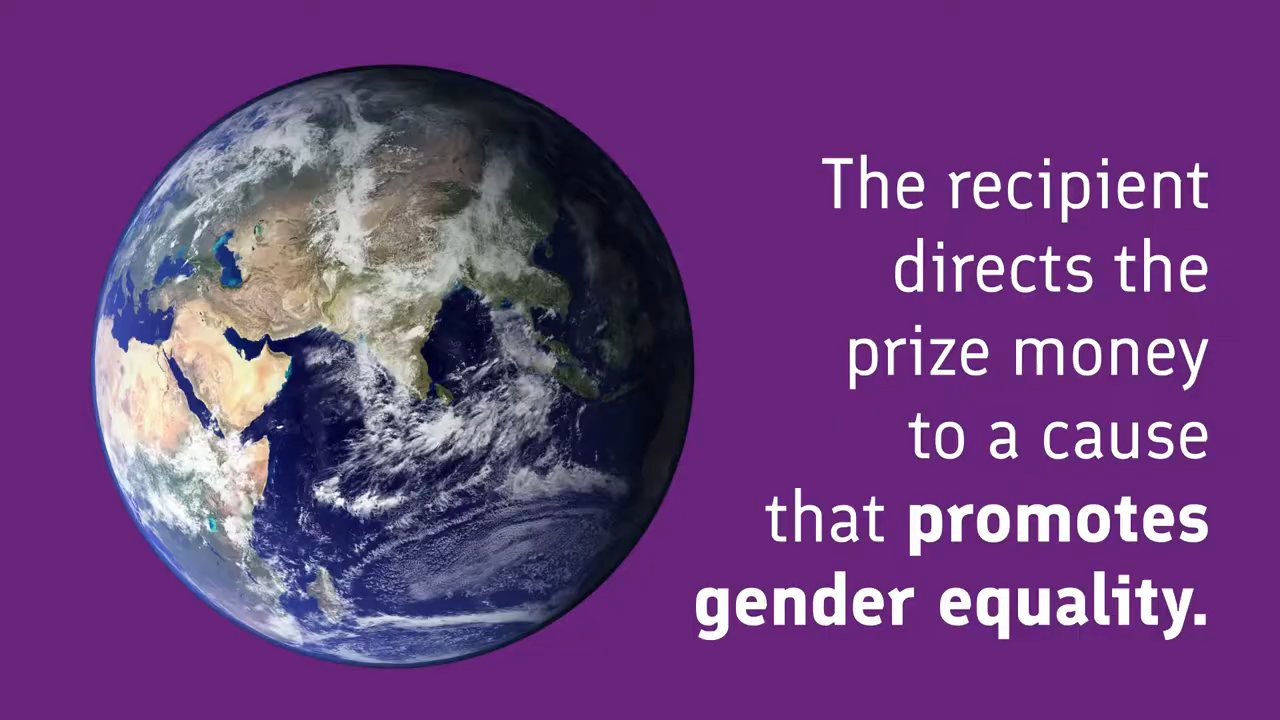 The recipient
directs the
prize money
to a cause
that promotes
gender equality.